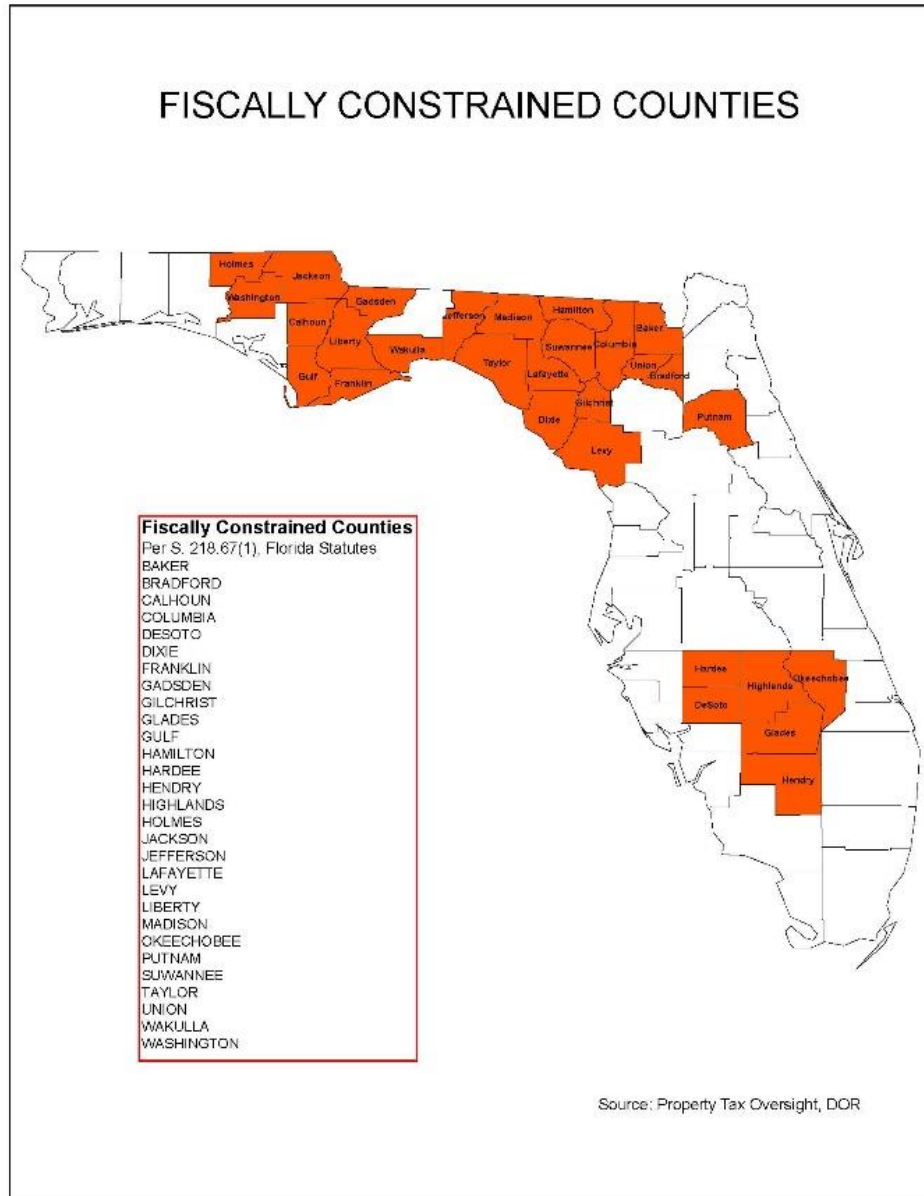 FISCALLY CONSTRAINED COUNTIES
Holmes
Jackson
Washington
Gadsden
Calhoun
Liberty
Wakulla
Gulf
Franklin
Jefferson
Madison
Hamilton
Taylor
Suwannee
Columbia
Baker
Lafayette
Union
Bradford
Gilchrist
Dixie
Levy
Putnam
Hardee
Highlands
Okeechobee
DeSoto
Glades
Hendry
Fiscally Constrained Counties
Per S. 218.67(1), Florida Statutes
BAKER
BRADFORD
CALHOUN
COLUMBIA
DESOTO
DIXIE
FRANKLIN
GADSDEN
GILCHRIST
GLADES
GULF
HAMILTON
HARDEE
HENDRY
HIGHLANDS
HOLMES
JACKSON
JEFFERSON
LAFAYETTE
LEVY
LIBERTY
MADISON
OKEECHOBEE
PUTNAM
SUWANNEE
TAYLOR
UNION
WAKULLA
WASHINGTON
Source: Property Tax Oversight, DOR